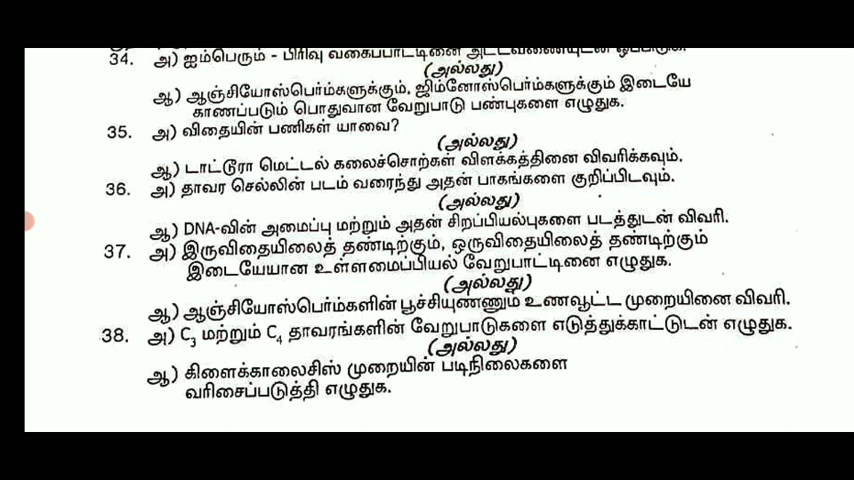 34. அ) ஐம்பெரும் - பிரிவு வகைப்பாட்டினை அட்டவணையுடன் ஒப்பிடுக.
(அல்லது)
ஆ) ஆஞ்சியோஸ்பெர்ம்களுக்கும், ஜிம்னோஸ்பெர்ம்களுக்கும் இடையே
காணப்படும் பொதுவான வேறுபாடு பண்புகளை எழுதுக.
35. அ) விதையின் பணிகள் யாவை?
(அல்லது)
ஆ) டாட்டூரா மெட்டல் கலைச்சொற்கள் விளக்கத்தினை விவரிக்கவும்.
36. அ) தாவர செல்லின் படம் வரைந்து அதன் பாகங்களை குறிப்பிடவும்.
(அல்லது)
ஆ) DNA-வின் அமைப்பு மற்றும் அதன் சிறப்பியல்புகளை படத்துடன் விவரி.
37. அ) இருவிதையிலைத் தண்டிற்கும், ஒருவிதையிலைத் தண்டிற்கும்
இடையேயான உள்ளமைப்பியல் வேறுபாட்டினை எழுதுக.
(அல்லது)
ஆ) ஆஞ்சியோஸ்பெர்ம்களின் பூச்சியுண்ணும் உணவூட்ட முறையினை விவரி.
38. அ) C₃ மற்றும் C₄ தாவரங்களின் வேறுபாடுகளை எடுத்துக்காட்டுடன் எழுதுக.
(அல்லது)
ஆ) கிளைக்காலைசிஸ் முறையின் படிநிலைகளை
வரிசைப்படுத்தி எழுதுக.